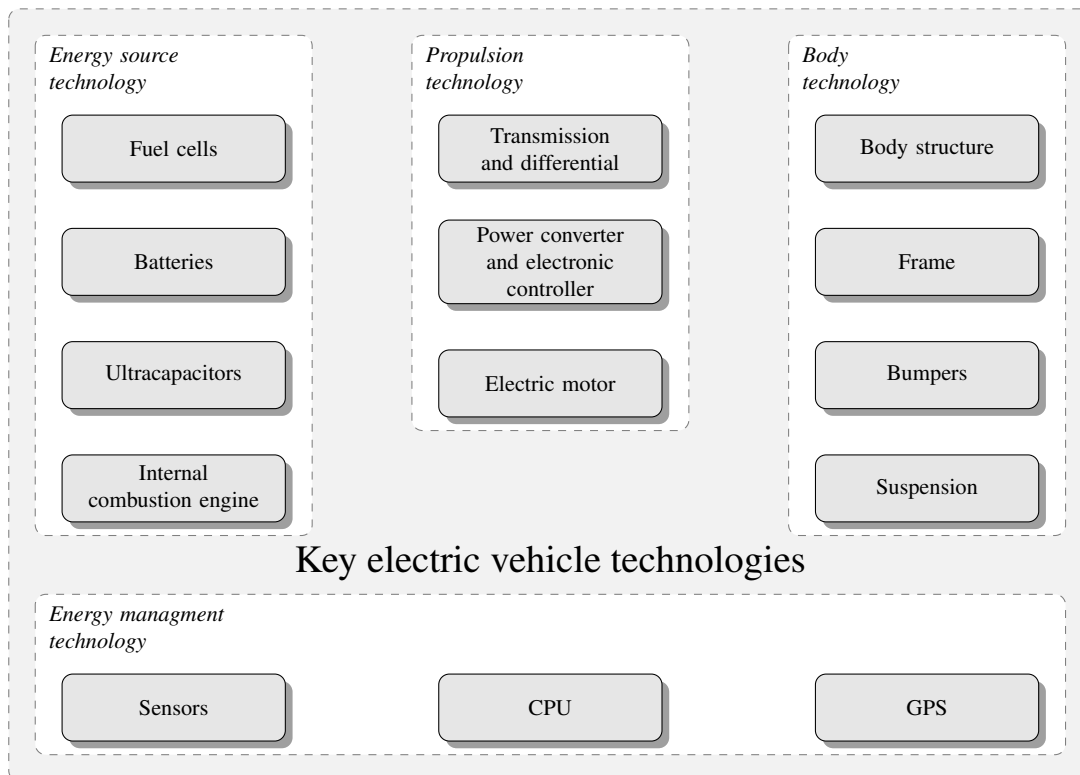 Energy source
technology
Fuel cells
Batteries
Ultracapacitors
Internal
combustion engine
Propulsion
technology
Transmission
and differential
Power converter
and electronic
controller
Electric motor
Body
technology
Body structure
Frame
Bumpers
Suspension
Key electric vehicle technologies
Energy managment
technology
Sensors
CPU
GPS